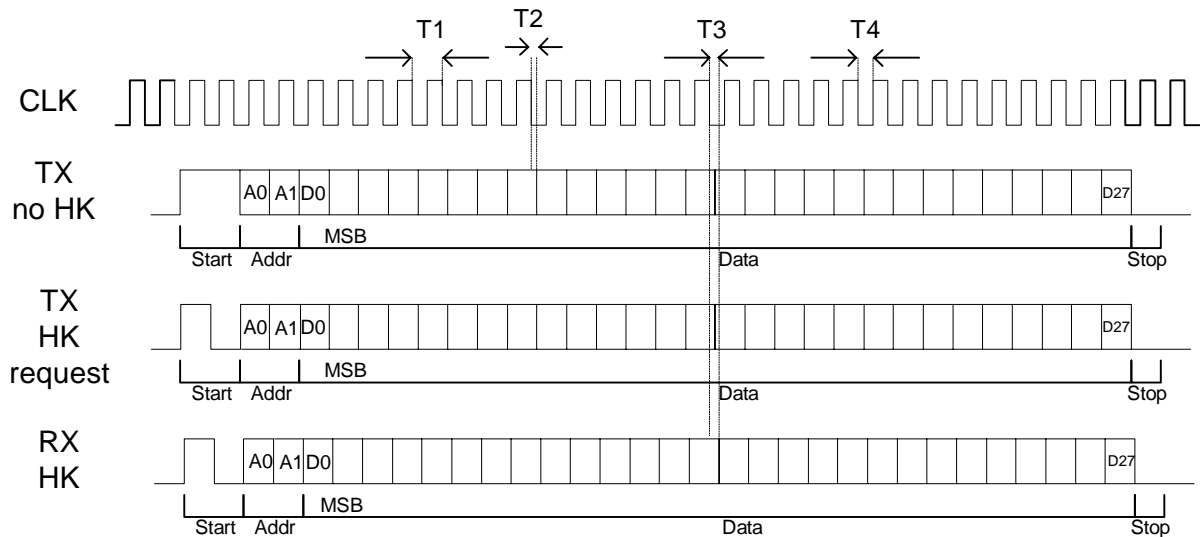 T1
T2
T3
T4
CLK
TX
no HK
A0 A1 D0 D27
MSB
Start Addr Data Stop
TX
HK
request
A0 A1 D0 D27
MSB
Start Addr Data Stop
RX
HK
A0 A1 D0 D27
MSB
Start Addr Data Stop